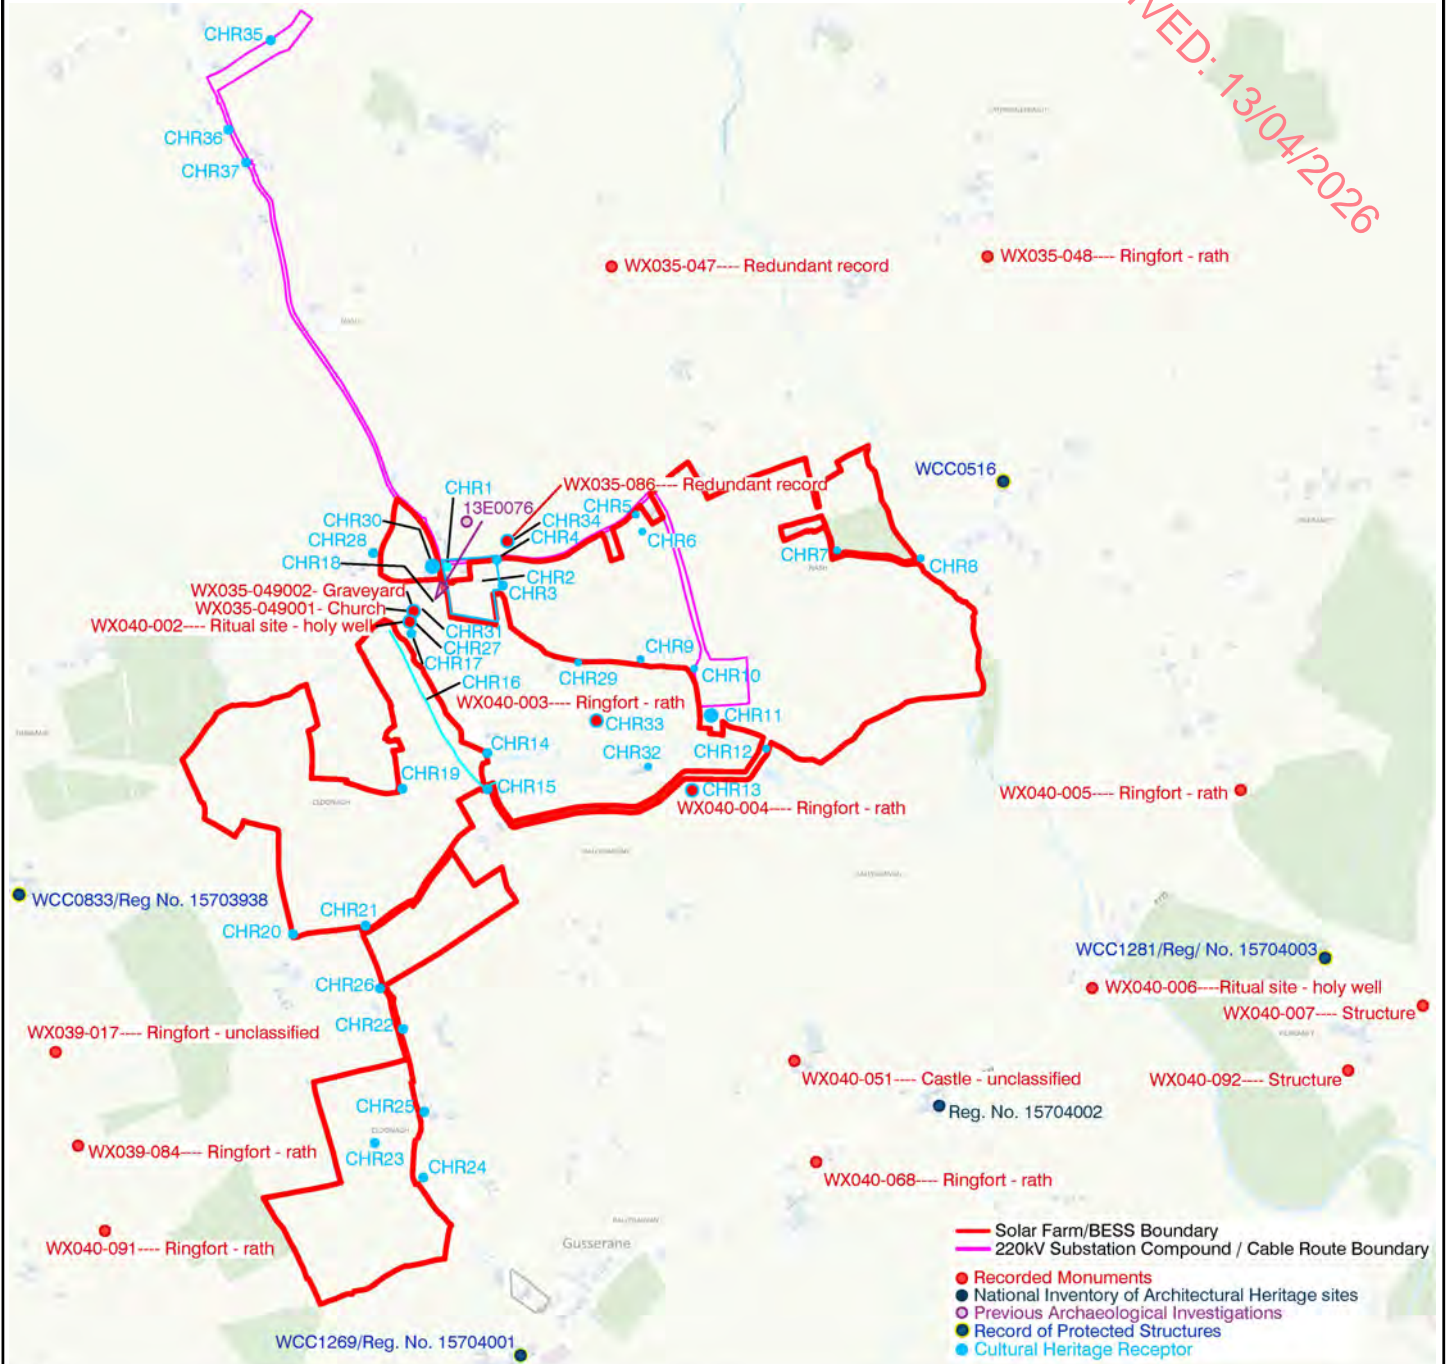 CHR35
IVED: 13/04/2026
CHR36
CHR37
WX035-047---- Redundant record
WX035-048---- Ringfort - rath
WCC0516
CHR1
WX035-086---- Redundant record
13E0076
CHR5
CHR30
CHR34
CHR28
CHR4
CHR6
CHR7
CHR8
NASH
CHR18
CHR2
WX035-049002- Graveyard
CHR3
WX035-049001- Church
WX040-002---- Ritual site - holy well
CHR31
CHR27
CHR17
CHR9
CHR29
CHR10
CHR16
WX040-003---- Ringfort - rath
CHR33
CHR11
CHR14
CHR32
CHR12
CHR19
CHR15
CHR13
WX040-004---- Ringfort - rath
WX040-005---- Ringfort - rath
CLOONAGH
WCC0833/Reg No. 15703938
CHR21
CHR20
WCC1281/Reg/ No. 15704003
CHR26
WX040-006----Ritual site - holy well
WX040-007---- Structure
CHR22
WX039-017---- Ringfort - unclassified
WX040-051---- Castle - unclassified
WX040-092---- Structure
CHR25
Reg. No. 15704002
CLOONAGH
WX039-084---- Ringfort - rath
CHR23
CHR24
WX040-068---- Ringfort - rath
WX040-091---- Ringfort - rath
Gusserane
WCC1269/Reg. No. 15704001
Solar Farm/BESS Boundary
220kV Substation Compound / Cable Route Boundary
Recorded Monuments
National Inventory of Architectural Heritage sites
Previous Archaeological Investigations
Record of Protected Structures
Cultural Heritage Receptor